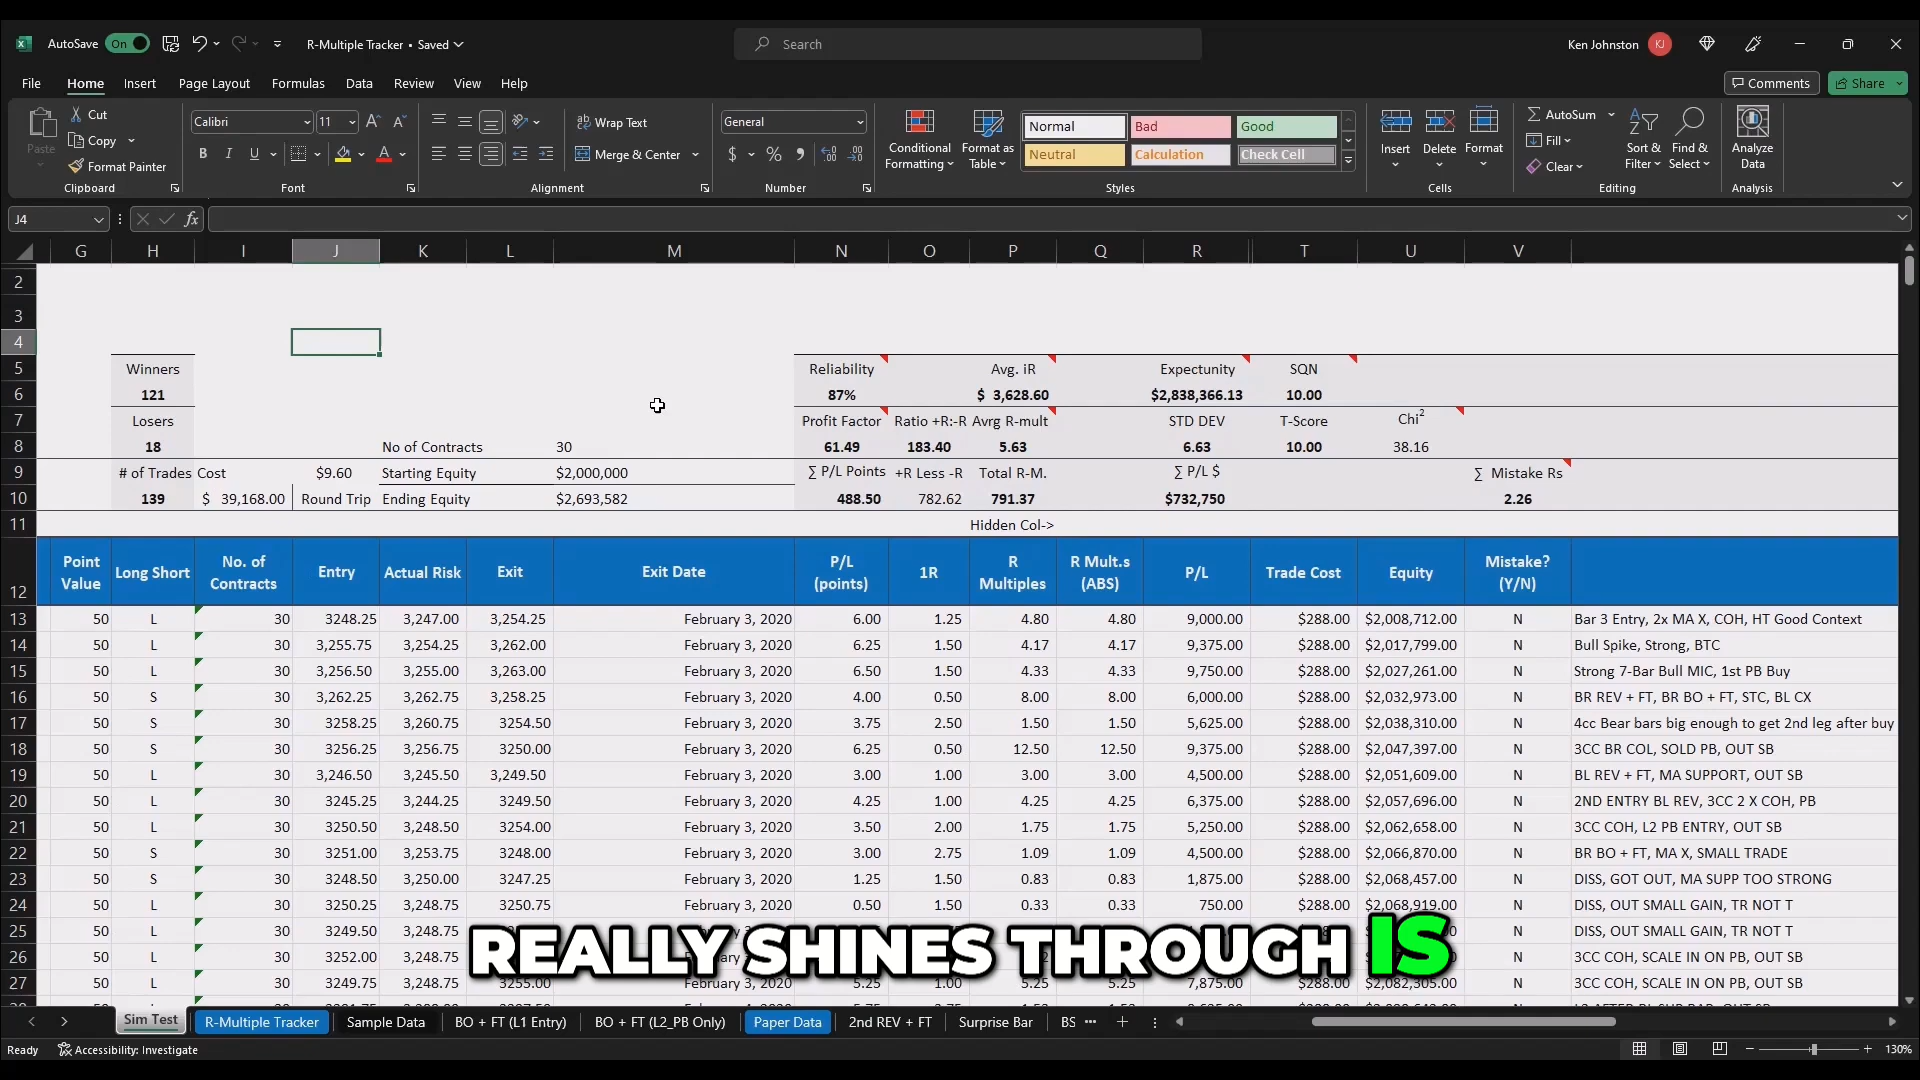 AutoSave On R-Multiple Tracker • Saved Search Ken Johnston KJ
File Home Insert Page Layout Formulas Data Review View Help Comments Share
Paste Cut Copy Format Painter Clipboard
Calibri 11 B I U A Font
Wrap Text Merge & Center Alignment
General $ % Number
Conditional Formatting Format as Table Normal Bad Good Neutral Calculation Check Cell Styles
Insert Delete Format Cells
AutoSum Fill Clear Sort & Filter Find & Select Editing
Analyze Data Analysis
J4 fx
G H I J K L M N O P Q R T U V
2
3
4
5 Winners Reliability Avg. iR Expectunity SQN
6 121 87% $ 3,628.60 $2,838,366.13 10.00
7 Losers Profit Factor Ratio +R:-R Avrg R-mult STD DEV T-Score Chi2
8 18 No of Contracts 30 61.49 183.40 5.63 6.63 10.00 38.16
9 # of Trades Cost $9.60 Starting Equity $2,000,000 ∑ P/L Points +R Less -R Total R-M. ∑ P/L $ ∑ Mistake Rs
10 139 $ 39,168.00 Round Trip Ending Equity $2,693,582 488.50 782.62 791.37 $732,750 2.26
11 Hidden Col->
12 Point Value Long Short No. of Contracts Entry Actual Risk Exit Exit Date P/L (points) 1R R Multiples R Mult.s (ABS) P/L Trade Cost Equity Mistake? (Y/N)
13 50 L 30 3248.25 3,247.00 3,254.25 February 3, 2020 6.00 1.25 4.80 4.80 9,000.00 $288.00 $2,008,712.00 N Bar 3 Entry, 2x MA X, COH, HT Good Context
14 50 L 30 3,255.75 3,254.25 3,262.00 February 3, 2020 6.25 1.50 4.17 4.17 9,375.00 $288.00 $2,017,799.00 N Bull Spike, Strong, BTC
15 50 L 30 3,256.50 3,255.00 3,263.00 February 3, 2020 6.50 1.50 4.33 4.33 9,750.00 $288.00 $2,027,261.00 N Strong 7-Bar Bull MIC, 1st PB Buy
16 50 S 30 3,262.25 3,262.75 3,258.25 February 3, 2020 4.00 0.50 8.00 8.00 6,000.00 $288.00 $2,032,973.00 N BR REV + FT, BR BO + FT, STC, BL CX
17 50 S 30 3258.25 3,260.75 3254.50 February 3, 2020 3.75 2.50 1.50 1.50 5,625.00 $288.00 $2,038,310.00 N 4cc Bear bars big enough to get 2nd leg after buy
18 50 S 30 3256.25 3,256.75 3250.00 February 3, 2020 6.25 0.50 12.50 12.50 9,375.00 $288.00 $2,047,397.00 N 3CC BR COL, SOLD PB, OUT SB
19 50 L 30 3,246.50 3,245.50 3,249.50 February 3, 2020 3.00 1.00 3.00 3.00 4,500.00 $288.00 $2,051,609.00 N BL REV + FT, MA SUPPORT, OUT SB
20 50 L 30 3245.25 3,244.25 3249.50 February 3, 2020 4.25 1.00 4.25 4.25 6,375.00 $288.00 $2,057,696.00 N 2ND ENTRY BL REV, 3CC 2 X COH, PB
21 50 L 30 3250.50 3,248.50 3254.00 February 3, 2020 3.50 2.00 1.75 1.75 5,250.00 $288.00 $2,062,658.00 N 3CC COH, L2 PB ENTRY, OUT SB
22 50 S 30 3251.00 3,253.75 3248.00 February 3, 2020 3.00 2.75 1.09 1.09 4,500.00 $288.00 $2,066,870.00 N BR BO + FT, MA X, SMALL TRADE
23 50 S 30 3248.50 3,250.00 3247.25 February 3, 2020 1.25 1.50 0.83 0.83 1,875.00 $288.00 $2,068,457.00 N DISS, GOT OUT, MA SUPP TOO STRONG
24 50 L 30 3250.25 3,248.75 3250.75 February 3, 2020 0.50 1.50 0.33 0.33 750.00 $288.00 $2,068,919.00 N DISS, OUT SMALL GAIN, TR NOT T
25 50 L 30 3249.50 3,248.75 N DISS, OUT SMALL GAIN, TR NOT T
26 50 L 30 3252.00 3,248.75 N 3CC COH, SCALE IN ON PB, OUT SB
27 50 L 30 3249.75 3,248.75 3255.00 February 3, 2020 5.25 1.00 5.25 5.25 7,875.00 $288.00 $2,082,305.00 N 3CC COH, SCALE IN ON PB, OUT SB
REALLY SHINES THROUGH IS
Sim Test R-Multiple Tracker Sample Data BO + FT (L1 Entry) BO + FT (L2_PB Only) Paper Data 2nd REV + FT Surprise Bar BS ···
Ready Accessibility: Investigate 130%